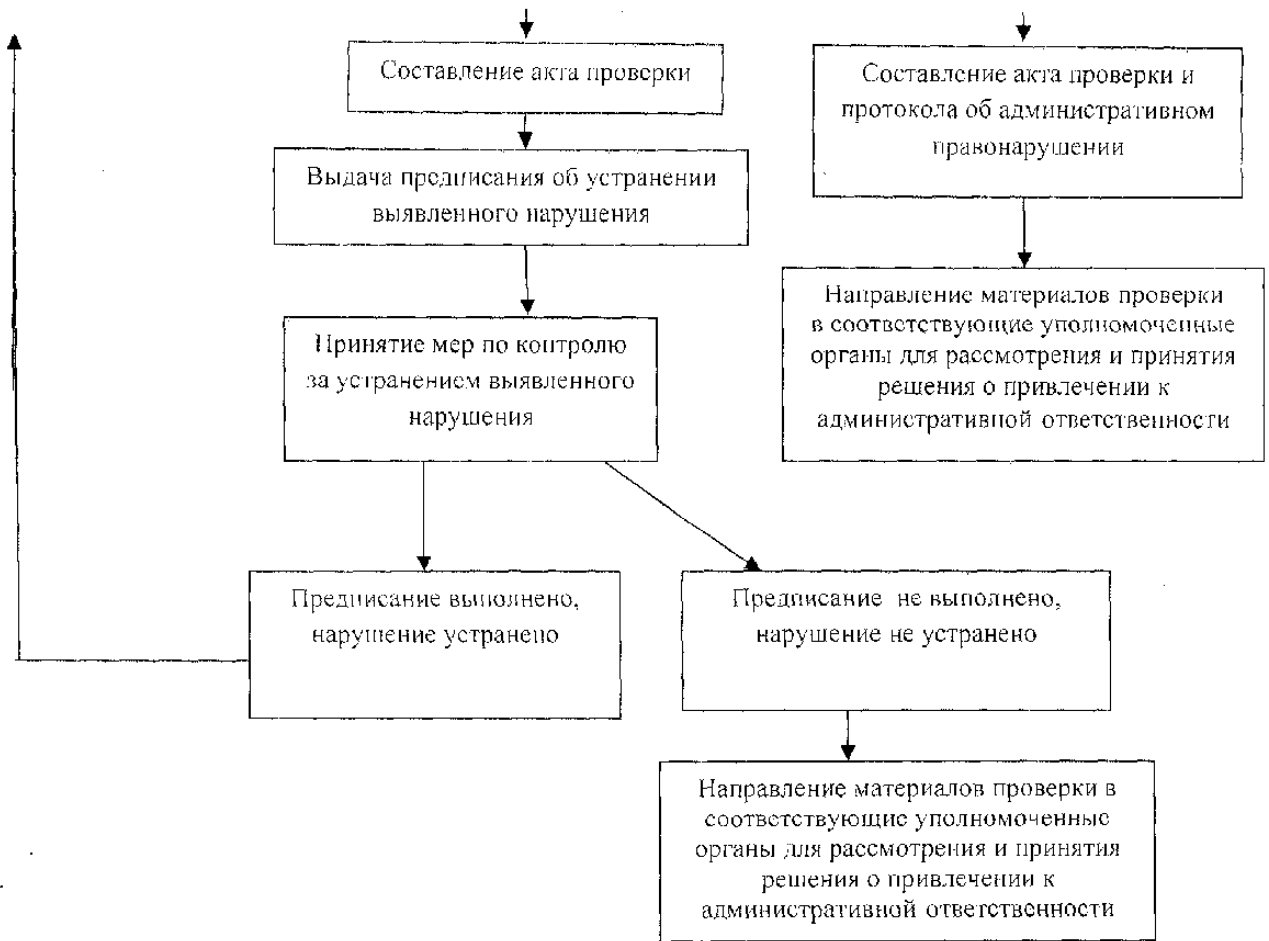 Составление акта проверки
Выдача предписания об устранении
выявленного нарушения
Принятие мер по контролю
за устранением выявленного
нарушения
Предписание выполнено,
нарушение устранено
Предписание не выполнено,
нарушение не устранено
Направление материалов проверки в
соответствующие уполномоченные
органы для рассмотрения и принятия
решения о привлечении к
административной ответственности
Составление акта проверки и
протокола об административном
правонарушении
Направление материалов проверки
в соответствующие уполномоченные
органы для рассмотрения и принятия
решения о привлечении к
административной ответственности